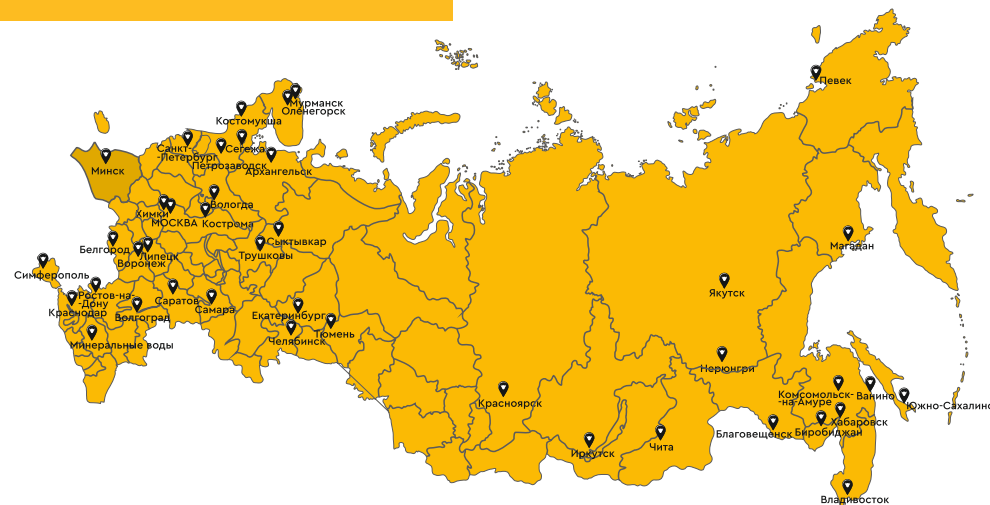 Певек
Мурманск
Оленегорск
Костомукша
Санкт-
-Петербург
Сегежа
Петрозаводск
Архангельск
Минск
Вологда
Химки
МОСКВА
Кострома
Магадан
Белгород
Липецк
Воронеж
Сыктывкар
Трушковы
Симферополь
Якутск
Ростов-на-
-Дону
Краснодар
Саратов
Самара
Волгоград
Екатеринбург
Тюмень
Челябинск
Минеральные воды
Нерюнгри
Красноярск
Комсомольск-
-на-Амуре
Ванино
Южно-Сахалинс
Хабаровск
Благовещенск
Биробиджан
Чита
Иркутск
Владивосток